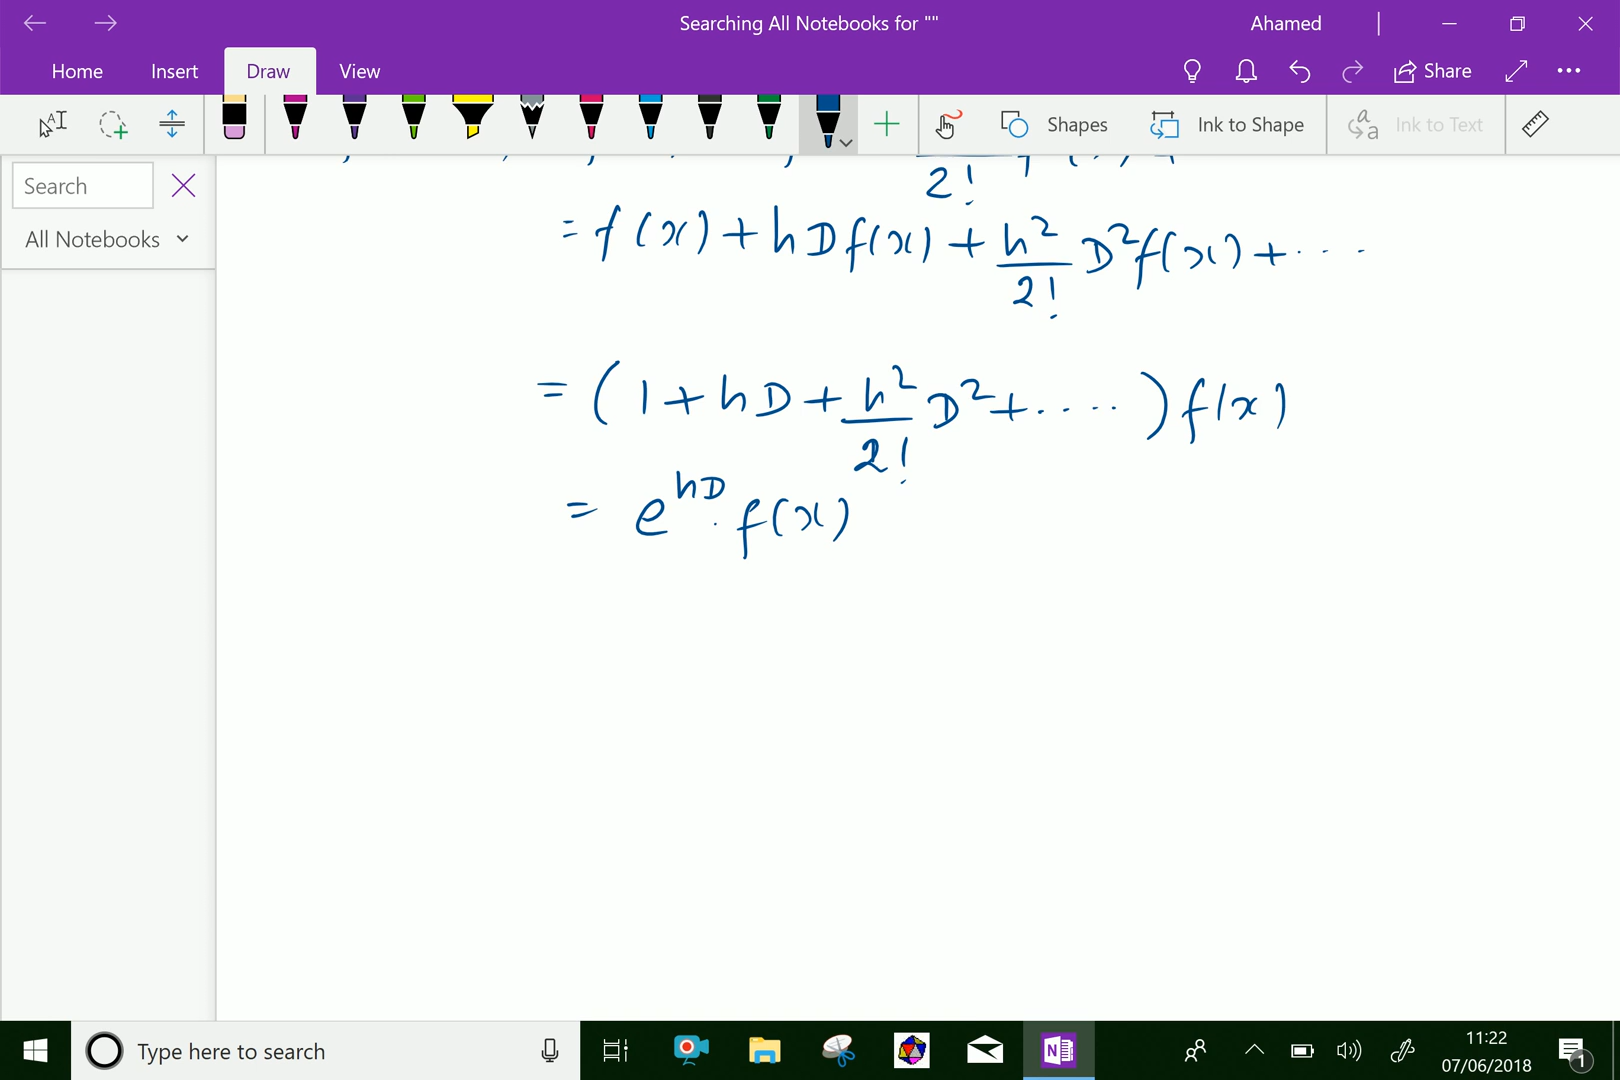 Searching All Notebooks for ""
Ahamed
Home Insert Draw View
Share
Shapes
Ink to Shape
Ink to Text
Search
All Notebooks
2!
= f(x) + hDf(x) + h²/2! D²f(x) + ....
= (1 + hD + h²/2! D² + ....) f(x)
= e^{hD} . f(x)
Type here to search
11:22
07/06/2018
1